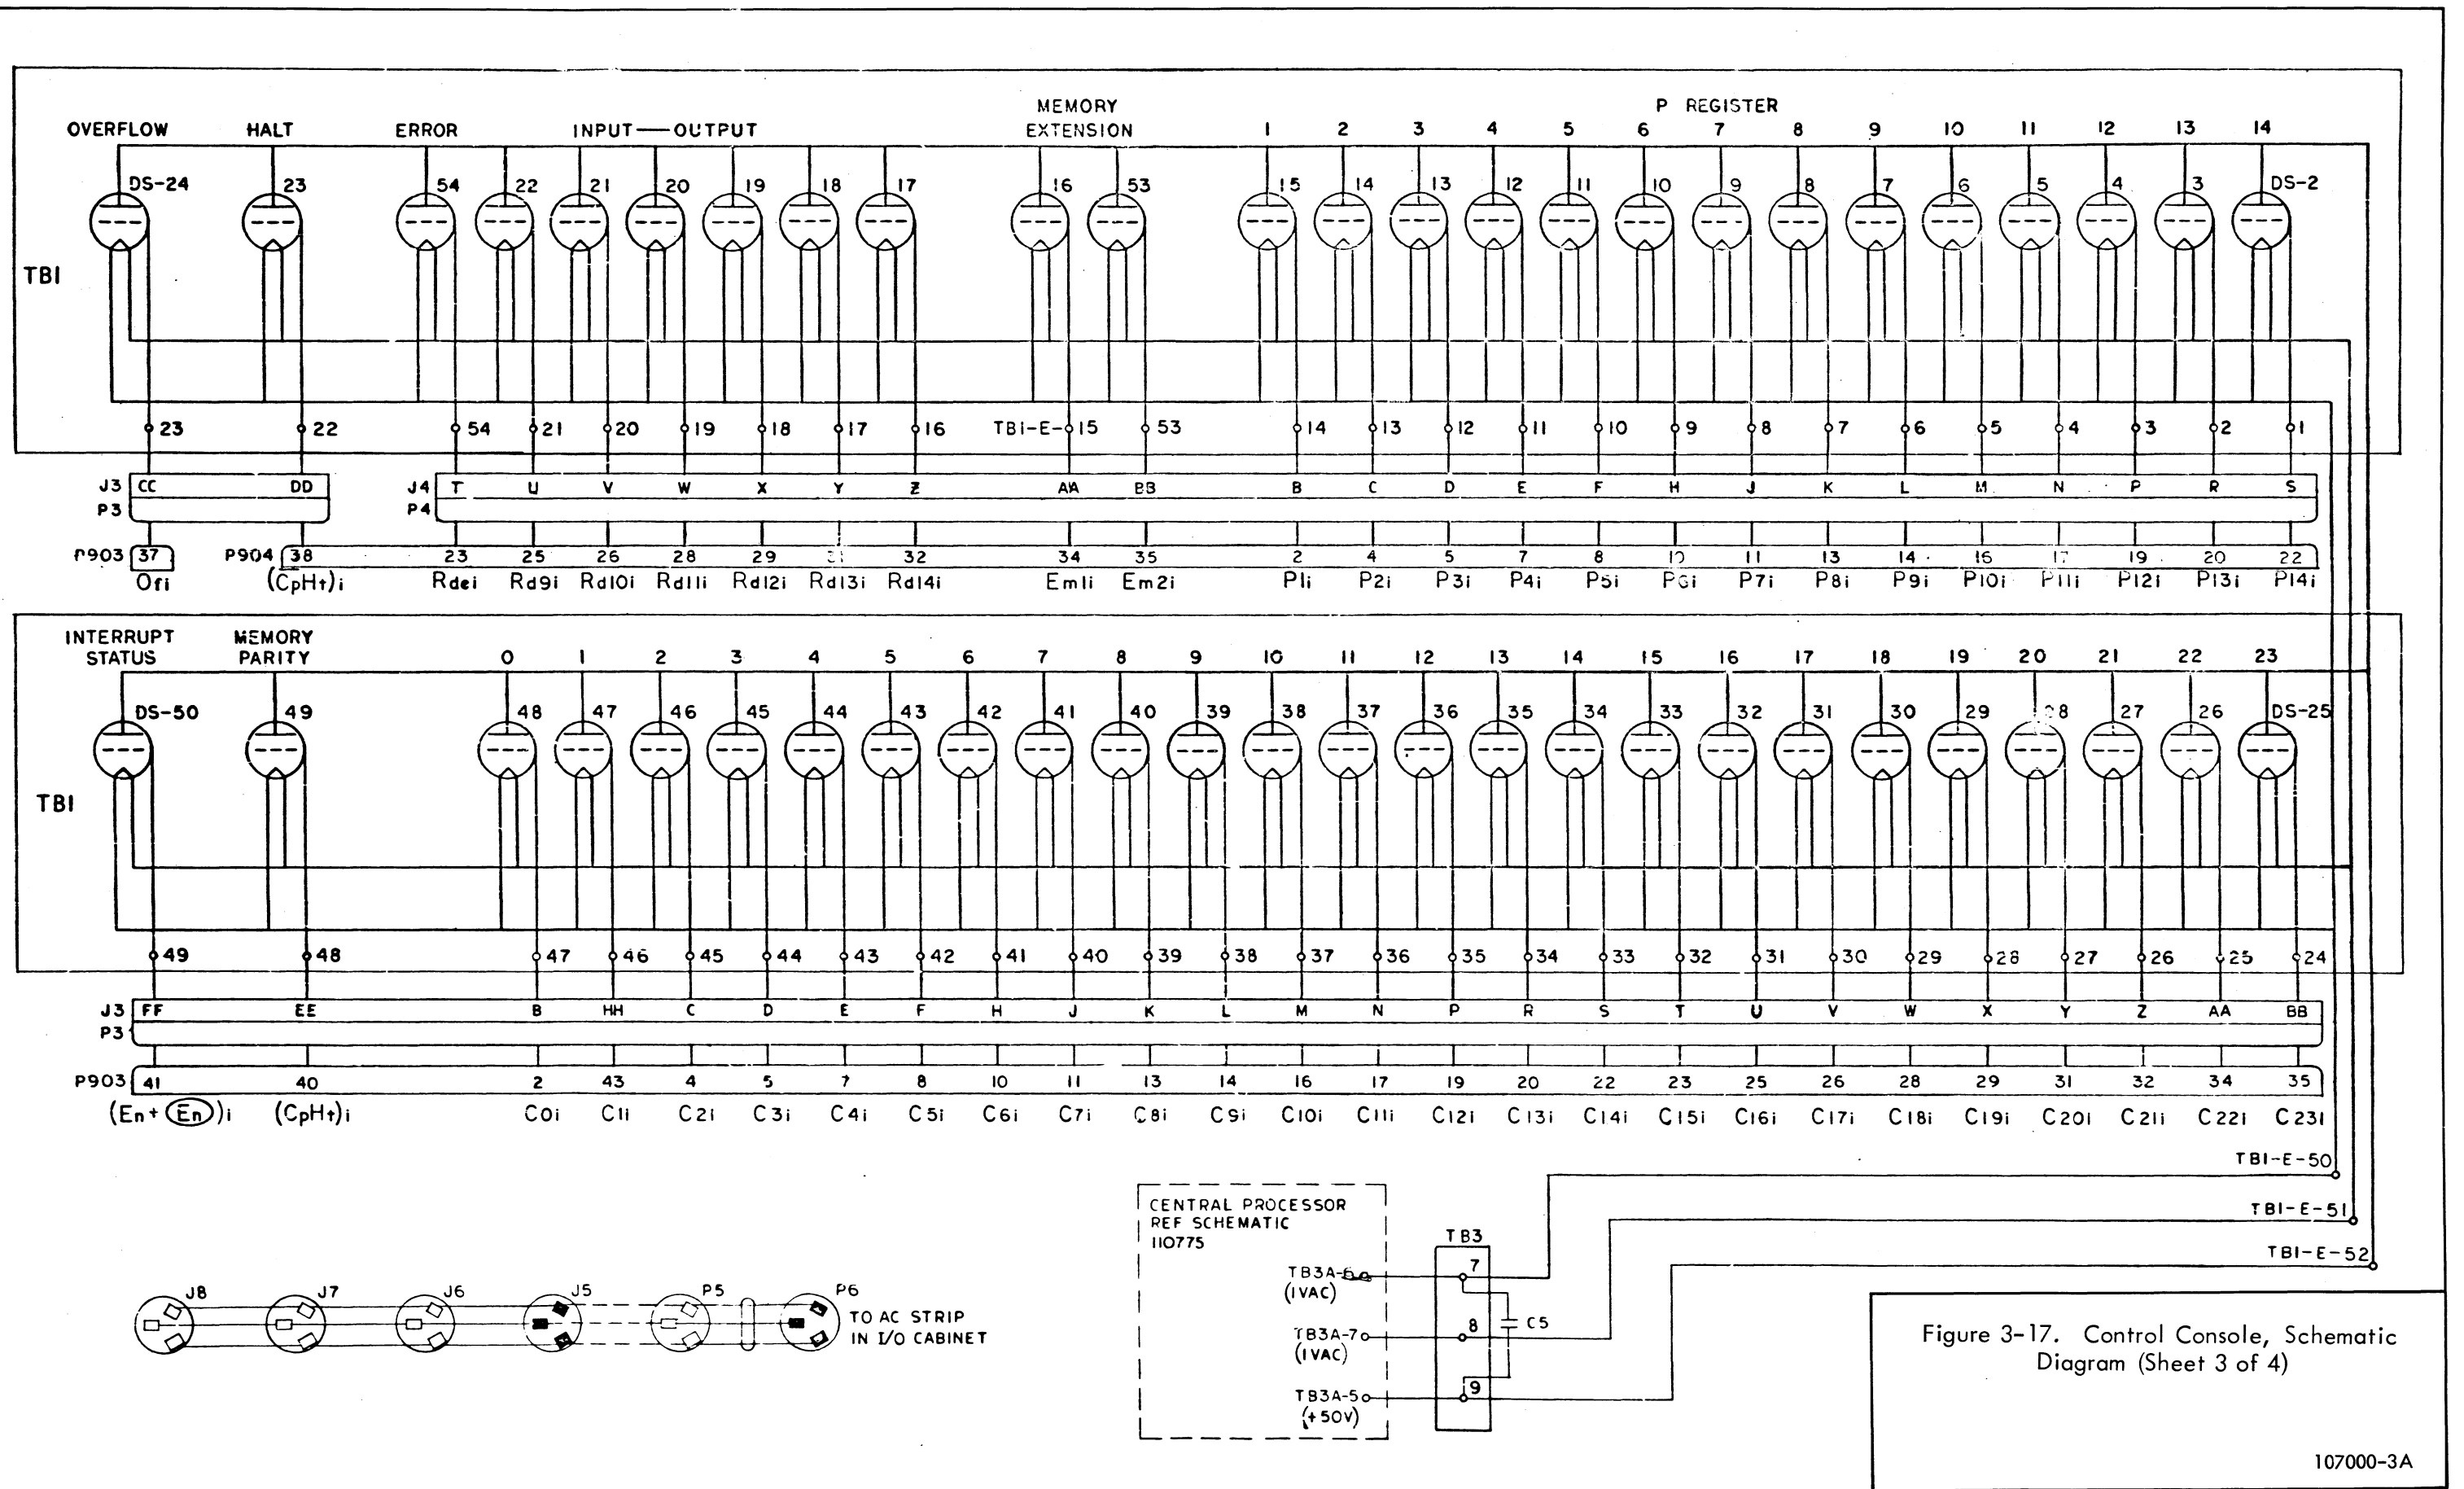 MEMORY
P REGISTER
OVERFLOW HALT ERROR INPUT—OUTPUT EXTENSION 1 2 3 4 5 6 7 8 9 10 11 12 13 14
DS-24 23 54 22 21 20 19 18 17 16 53 15 14 13 12 11 10 9 8 7 6 5 4 3 DS-2
TB1
23 22 54 21 20 19 18 17 16 TB1-E-15 53 14 13 12 11 10 9 8 7 6 5 4 3 2 1
J3 CC DD J4 T U V W X Y Z AA BB B C D E F H J K L M N P R S
P3 P4
P903 37 P904 38 23 25 26 28 29 31 32 34 35 2 4 5 7 8 10 11 13 14 16 17 19 20 22
Ofi (CpHt)i Rdei Rd9i Rd10i Rd11i Rd12i Rd13i Rd14i Em1i Em2i P1i P2i P3i P4i P5i P6i P7i P8i P9i P10i P11i P12i P13i P14i
INTERRUPT MEMORY
STATUS PARITY 0 1 2 3 4 5 6 7 8 9 10 11 12 13 14 15 16 17 18 19 20 21 22 23
DS-50 49 48 47 46 45 44 43 42 41 40 39 38 37 36 35 34 33 32 31 30 29 28 27 26 DS-25
TB1
49 48 47 46 45 44 43 42 41 40 39 38 37 36 35 34 33 32 31 30 29 28 27 26 25 24
J3 FF EE B HH C D E F H J K L M N P R S T U V W X Y Z AA BB
P3
P903 41 40 2 43 4 5 7 8 10 11 13 14 16 17 19 20 22 23 25 26 28 29 31 32 34 35
(En+(En))i (CpHt)i C0i C1i C2i C3i C4i C5i C6i C7i C8i C9i C10i C11i C12i C13i C14i C15i C16i C17i C18i C19i C20i C21i C22i C23i
TB1-E-50
TB1-E-51
TB1-E-52
CENTRAL PROCESSOR
REF SCHEMATIC
110775
TB3
TB3A-6 7
(1VAC)
TB3A-7 8 C5
(1VAC)
TB3A-5 9
(+50V)
J8 J7 J6 J5 P5 P6
TO AC STRIP
IN I/O CABINET
Figure 3-17. Control Console, Schematic
Diagram (Sheet 3 of 4)
107000-3A